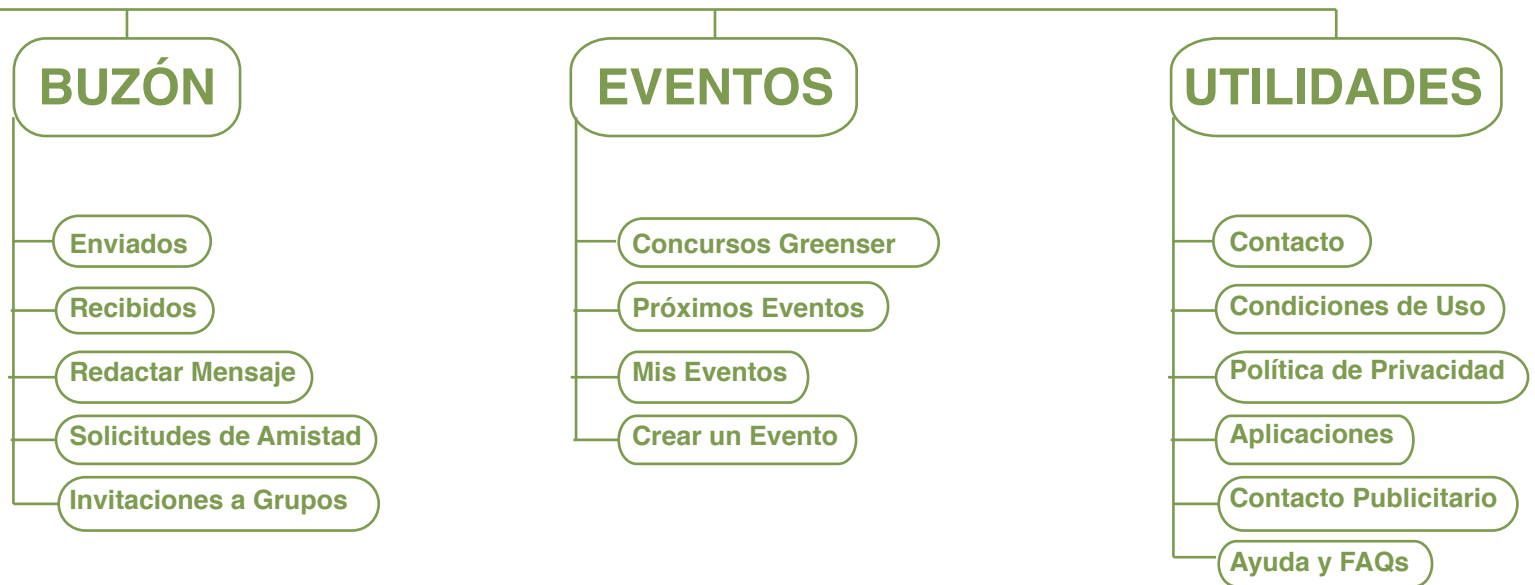 BUZÓN
Enviados
Recibidos
Redactar Mensaje
Solicitudes de Amistad
Invitaciones a Grupos
EVENTOS
Concursos Greenser
Próximos Eventos
Mis Eventos
Crear un Evento
UTILIDADES
Contacto
Condiciones de Uso
Política de Privacidad
Aplicaciones
Contacto Publicitario
Ayuda y FAQs